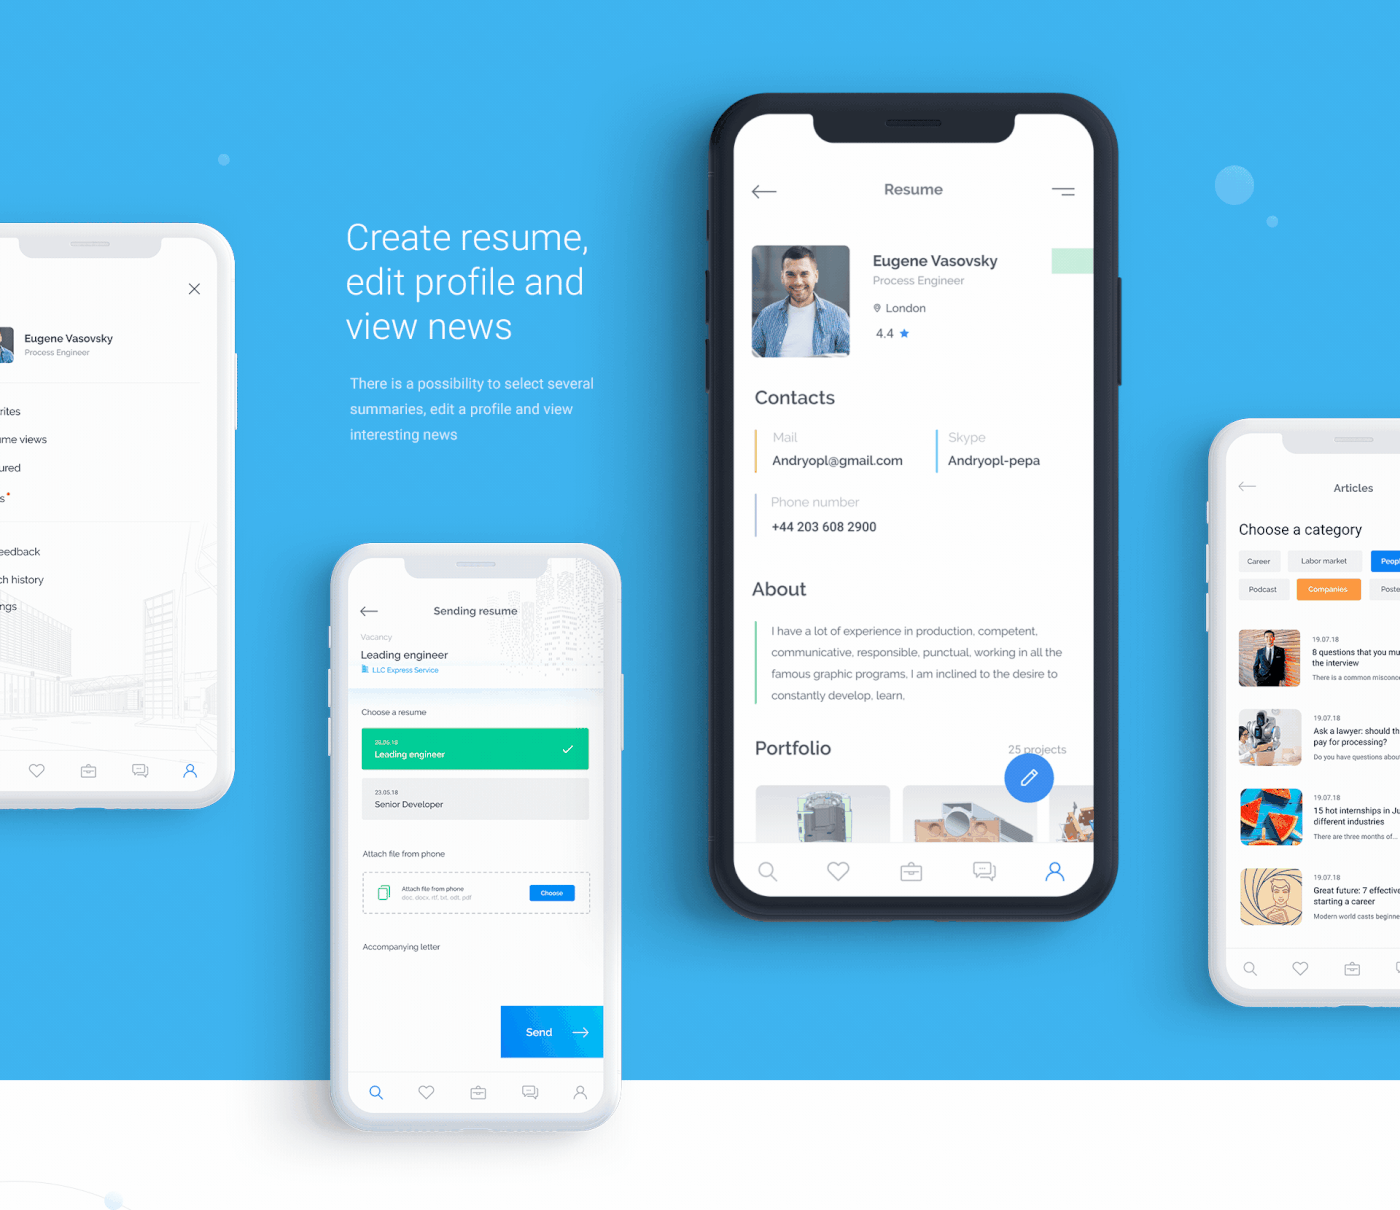 Eugene Vasovsky
Process Engineer
rites
me views
ured
s
eedback
ch history
ngs
Create resume,
edit profile and
view news
There is a possibility to select several
summaries, edit a profile and view
interesting news
Sending resume
Vacancy
Leading engineer
LLC Express Service
Choose a resume
28.05.18
Leading engineer
23.05.18
Senior Developer
Attach file from phone
Attach file from phone
doc, docx, rtf, txt, odt, pdf
Choose
Accompanying letter
Send
Resume
Eugene Vasovsky
Process Engineer
London
4.4
Contacts
Mail
Andryopl@gmail.com
Skype
Andryopl-pepa
Phone number
+44 203 608 2900
About
I have a lot of experience in production, competent,
communicative, responsible, punctual, working in all the
famous graphic programs, I am inclined to the desire to
constantly develop, learn.
Portfolio
25 projects
Articles
Choose a category
Career
Labor market
Peopl
Podcast
Companies
Poste
19.07.18
8 questions that you mu
the interview
There is a common miscono
19.07.18
Ask a lawyer: should th
pay for processing?
Do you have questions abou
19.07.18
15 hot internships in Ju
different industries
There are three months of...
19.07.18
Great future: 7 effective
starting a career
Modern world casts beginne